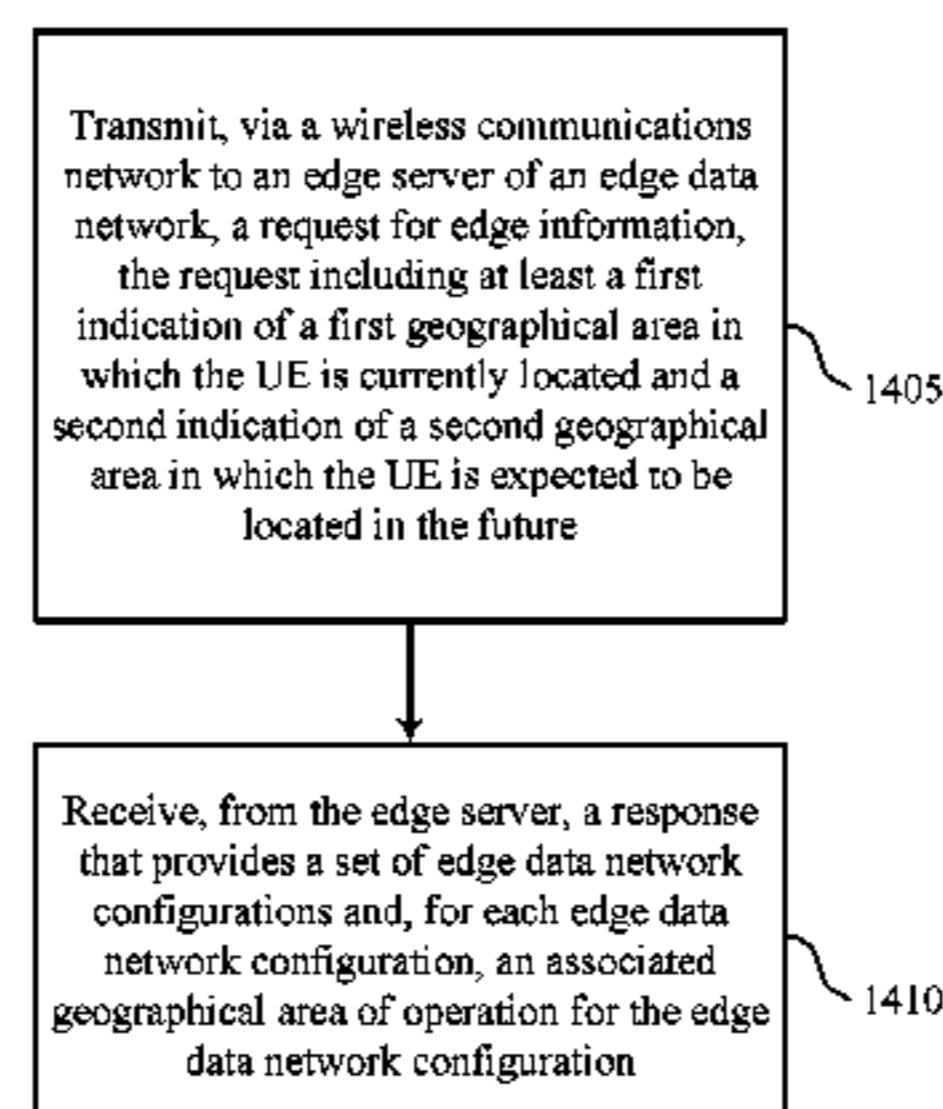 Transmit, via a wireless communications
network to an edge server of an edge data
network, a request for edge information,
the request including at least a first
indication of a first geographical area in
which the UE is currently located and a
second indication of a second geographical
area in which the UE is expected to be
located in the future
1405
Receive, from the edge server, a response
that provides a set of edge data network
configurations and, for each edge data
network configuration, an associated
geographical area of operation for the edge
data network configuration
1410